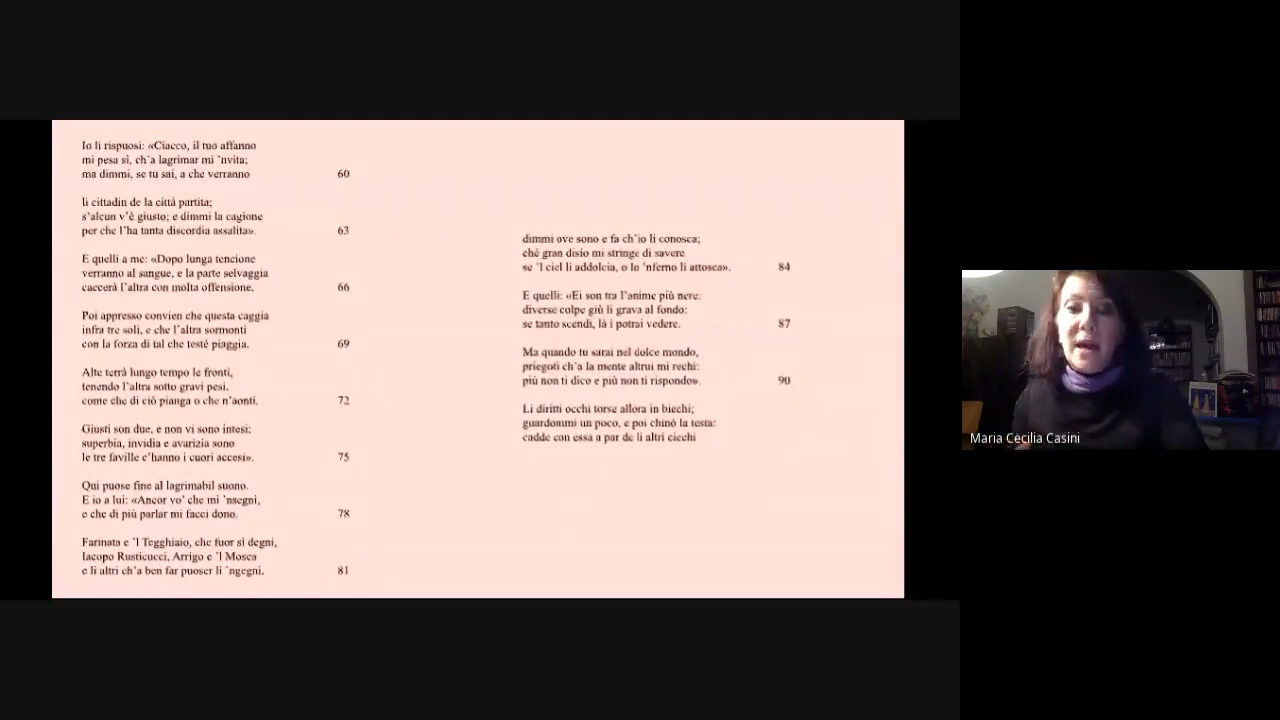 Io li rispuosi: «Ciacco, il tuo affanno
mi pesa sì, ch'a lagrimar mi 'nvita;
ma dimmi, se tu sai, a che verranno 60
li cittadin de la città partita;
s'alcun v'è giusto; e dimmi la cagione
per che l'ha tanta discordia assalita». 63
E quelli a me: «Dopo lunga tencione
verranno al sangue, e la parte selvaggia
caccerà l'altra con molta offensione. 66
Poi appresso convien che questa caggia
infra tre soli, e che l'altra sormonti
con la forza di tal che testé piaggia. 69
Alte terrà lungo tempo le fronti,
tenendo l'altra sotto gravi pesi,
come che di ciò pianga o che n'aonti. 72
Giusti son due, e non vi sono intesi;
superbia, invidia e avarizia sono
le tre faville c'hanno i cuori accesi». 75
Qui puose fine al lagrimabil suono.
E io a lui: «Ancor vo' che mi 'nsegni,
e che di più parlar mi facci dono. 78
Farinata e 'l Tegghiaio, che fuor sì degni,
Iacopo Rusticucci, Arrigo e 'l Mosca
e li altri ch'a ben far puoser li 'ngegni, 81
dimmi ove sono e fa ch'io li conosca;
ché gran disio mi stringe di savere
se 'l ciel li addolcia, o lo 'nferno li attosca». 84
E quelli: «Ei son tra l'anime più nere:
diverse colpe giù li grava al fondo:
se tanto scendi, là i potrai vedere. 87
Ma quando tu sarai nel dolce mondo,
priegoti ch'a la mente altrui mi rechi:
più non ti dico e più non ti rispondo». 90
Li diritti occhi torse allora in biechi;
guardommi un poco, e poi chinò la testa:
cadde con essa a par de li altri ciechi
Maria Cecilia Casini